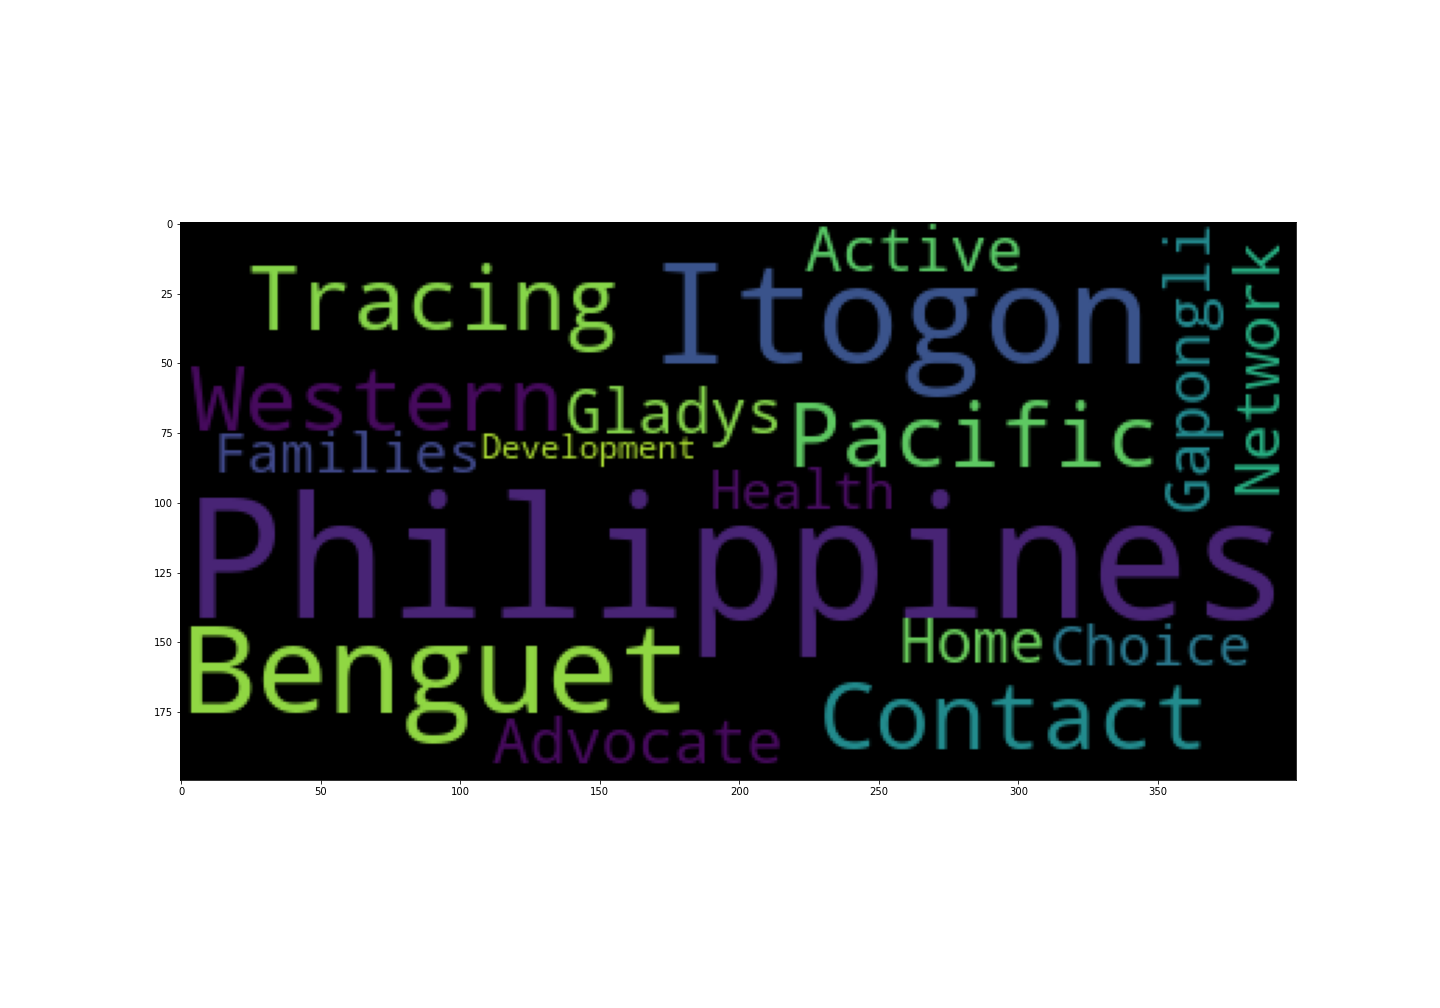 Active
Tracing
Itogon
Gapongli
Network
Western
Gladys
Pacific
Families
Development
Health
Philippines
Benguet
Home
Choice
Contact
Advocate
0
25
50
75
100
125
150
175
0 50 100 150 200 250 300 350